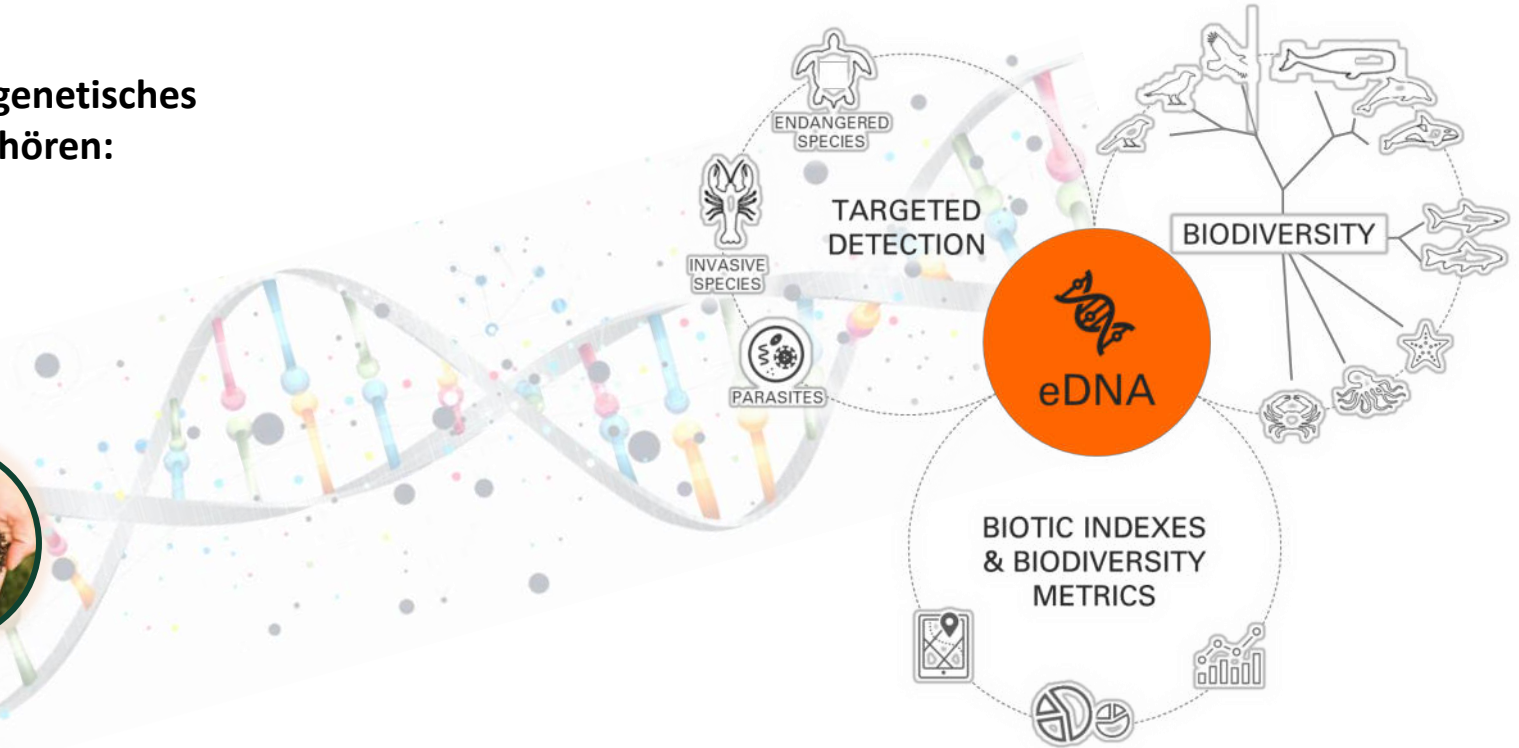 genetisches
hören:
ENDANGERED
SPECIES
TARGETED
DETECTION
INVASIVE
SPECIES
PARASITES
BIODIVERSITY
eDNA
BIOTIC INDEXES
& BIODIVERSITY
METRICS